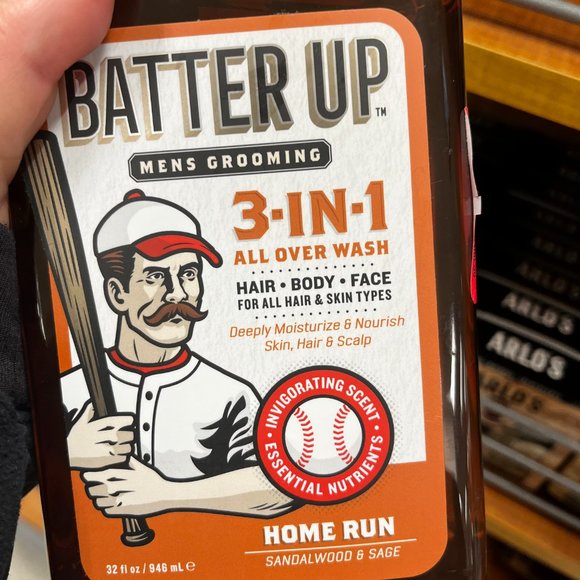 BATTER UP™
MENS GROOMING
3-IN-1
ALL OVER WASH
HAIR • BODY • FACE
FOR ALL HAIR & SKIN TYPES
Deeply Moisturize & Nourish
Skin, Hair & Scalp
• INVIGORATING SCENT •
ESSENTIAL NUTRIENTS
HOME RUN
SANDALWOOD & SAGE
32 fl oz / 946 mL ℮
ARLO'S
ARLO'S
ARLO'S